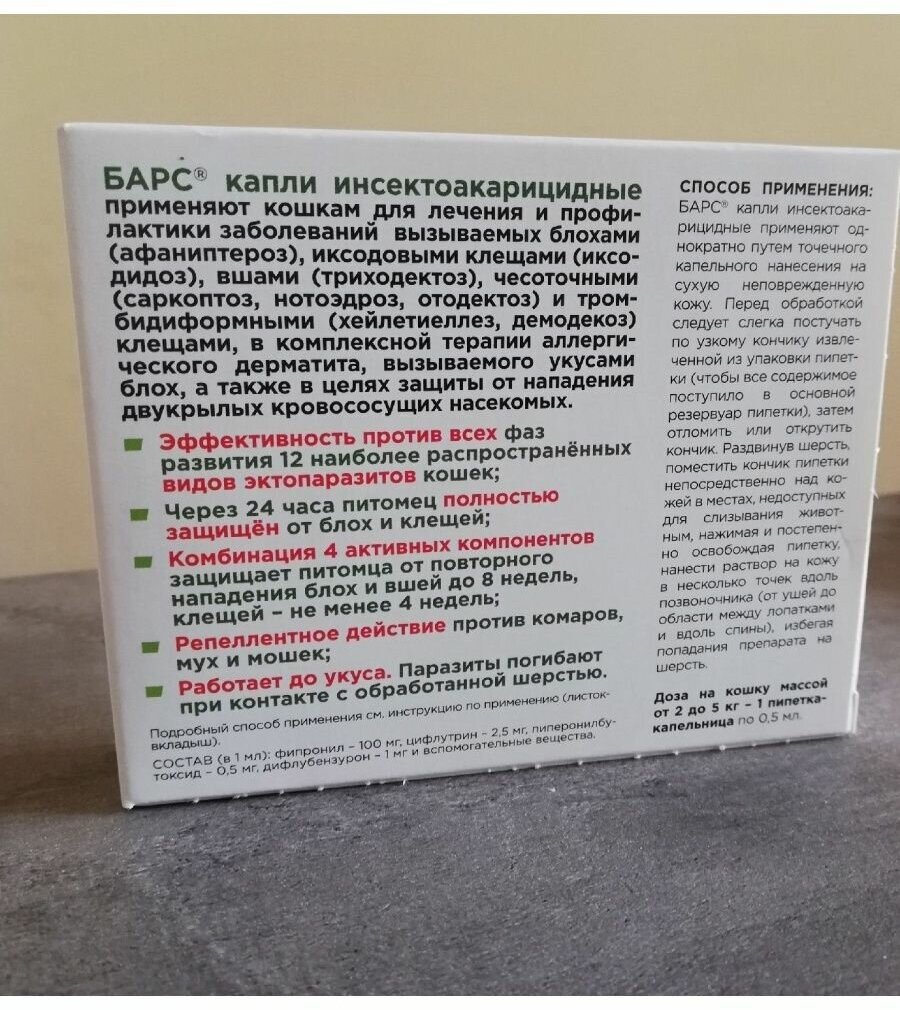 БАРС® капли инсектоакарицидные
применяют кошкам для лечения и профи-
лактики заболеваний вызываемых блохами
(афаниптероз), иксодовыми клещами (иксо-
дидоз), вшами (триходектоз), чесоточными
(саркоптоз, нотоэдроз, отодектоз) и тром-
бидиформными (хейлетиеллез, демодекоз)
клещами, в комплексной терапии аллерги-
ческого дерматита, вызываемого укусами
блох, а также в целях защиты от нападения
двукрылых кровососущих насекомых.
Эффективность против всех фаз
развития 12 наиболее распространённых
видов эктопаразитов кошек;
Через 24 часа питомец полностью
защищён от блох и клещей;
Комбинация 4 активных компонентов
защищает питомца от повторного
нападения блох и вшей до 8 недель,
клещей – не менее 4 недель;
Репеллентное действие против комаров,
мух и мошек;
Работает до укуса. Паразиты погибают
при контакте с обработанной шерстью.
Подробный способ применения см. инструкцию по применению (листок-
вкладыш).
СОСТАВ (в 1 мл): фипронил – 100 мг, цифлутрин – 2,5 мг, пиперонилбу-
токсид – 0,5 мг, дифлубензурон – 1 мг и вспомогательные вещества.
СПОСОБ ПРИМЕНЕНИЯ:
БАРС® капли инсектоака-
рицидные применяют од-
нократно путем точечного
капельного нанесения на
сухую неповрежденную
кожу. Перед обработкой
следует слегка постучать
по узкому кончику извле-
ченной из упаковки пипет-
ки (чтобы все содержимое
поступило в основной
резервуар пипетки), затем
отломить или открутить
кончик. Раздвинув шерсть,
поместить кончик пипетки
непосредственно над ко-
жей в местах, недоступных
для слизывания живот-
ным, нажимая и постепен-
но освобождая пипетку,
нанести раствор на кожу
в несколько точек вдоль
позвоночника (от ушей до
области между лопатками
и вдоль спины), избегая
попадания препарата на
шерсть.
Доза на кошку массой
от 2 до 5 кг – 1 пипетка-
капельница по 0,5 мл.